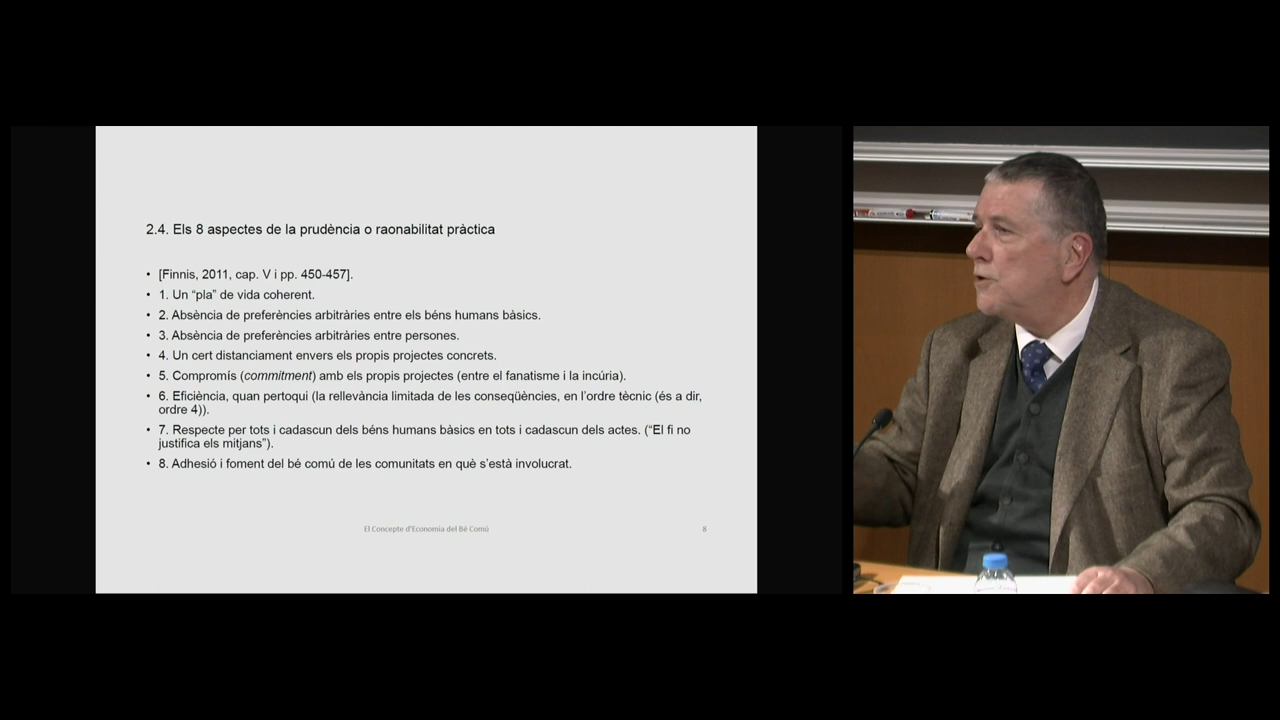 2.4. Els 8 aspectes de la prudència o raonabilitat pràctica
• [Finnis, 2011, cap. V i pp. 450-457].
• 1. Un “pla” de vida coherent.
• 2. Absència de preferències arbitràries entre els béns humans bàsics.
• 3. Absència de preferències arbitràries entre persones.
• 4. Un cert distanciament envers els propis projectes concrets.
• 5. Compromís (commitment) amb els propis projectes (entre el fanatisme i la incúria).
• 6. Eficiència, quan pertoqui (la rellevància limitada de les conseqüències, en l’ordre tècnic (és a dir,
ordre 4)).
• 7. Respecte per tots i cadascun dels béns humans bàsics en tots i cadascun dels actes. (“El fi no
justifica els mitjans”).
• 8. Adhesió i foment del bé comú de les comunitats en què s’està involucrat.
El Concepte d'Economia del Bé Comú
8